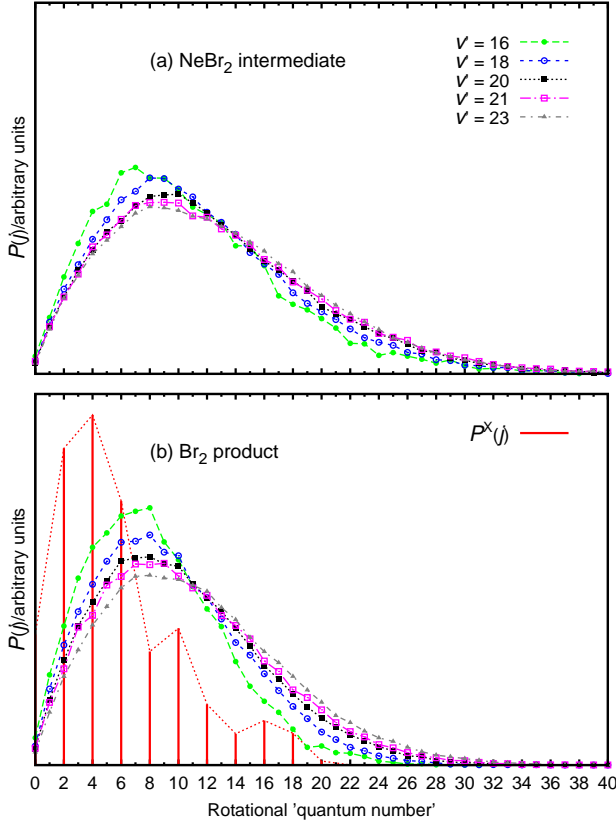 (a) NeBr2 intermediate
v' = 16
v' = 18
v' = 20
v' = 21
v' = 23
P(j)/arbitrary units
(b) Br2 product
P^X(j)
P(j)/arbitrary units
0 2 4 6 8 10 12 14 16 18 20 22 24 26 28 30 32 34 36 38 40
Rotational 'quantum number'